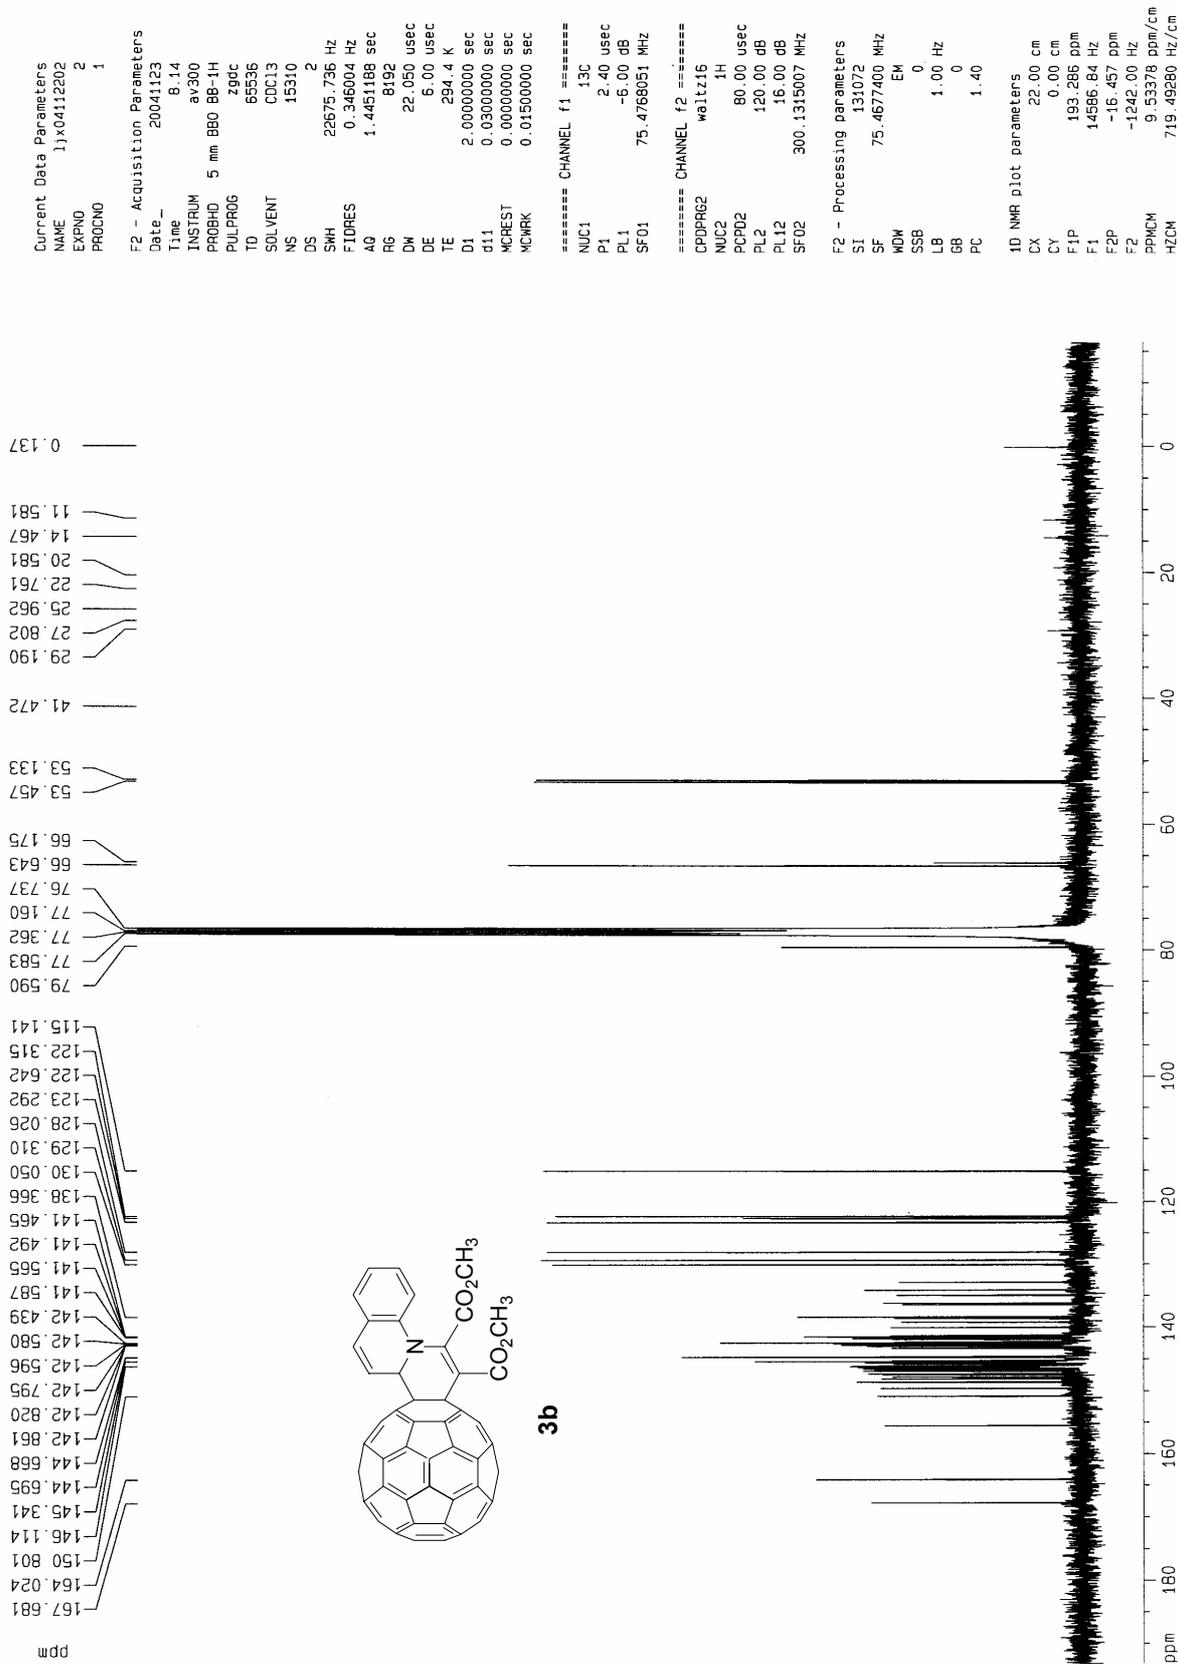 Current Data Parameters
NAME ljx04112202
EXPNO 2
PROCNO 1
F2 - Acquisition Parameters
Date_ 20041123
Time 8.14
INSTRUM av300
PROBHD 5 mm BBO BB-1H
PULPROG zgdc
TD 65536
SOLVENT CDCl3
NS 15310
DS 2
SWH 22675.736 Hz
FIDRES 0.346004 Hz
AQ 1.4451188 sec
RG 8192
DW 22.050 usec
DE 6.00 usec
TE 294.4 K
D1 2.00000000 sec
d11 0.03000000 sec
MCREST 0.00000000 sec
MCWRK 0.01500000 sec
======== CHANNEL f1 ========
NUC1 13C
P1 2.40 usec
PL1 -6.00 dB
SFO1 75.4768051 MHz
======== CHANNEL f2 ========
CPDPRG2 waltz16
NUC2 1H
PCPD2 80.00 usec
PL2 120.00 dB
PL12 16.00 dB
SFO2 300.1315007 MHz
F2 - Processing parameters
SI 131072
SF 75.4677400 MHz
WDW EM
SSB 0
LB 1.00 Hz
GB 0
PC 1.40
1D NMR plot parameters
CX 22.00 cm
CY 0.00 cm
F1P 193.286 ppm
F1 14586.84 Hz
F2P -16.457 ppm
F2 -1242.00 Hz
PPMCM 9.53378 ppm/cm
HZCM 719.49280 Hz/cm
ppm
167.681
164.024
150.801
146.114
145.341
144.695
144.668
142.861
142.820
142.795
142.596
142.580
142.439
141.587
141.565
141.492
141.465
138.366
130.050
129.310
128.026
123.292
122.642
122.315
115.141
79.590
77.583
77.362
77.160
76.737
66.643
66.175
53.457
53.133
41.472
29.190
27.802
25.962
22.761
20.581
14.467
11.581
0.137
N
CO2CH3
CO2CH3
3b
ppm 180 160 140 120 100 80 60 40 20 0